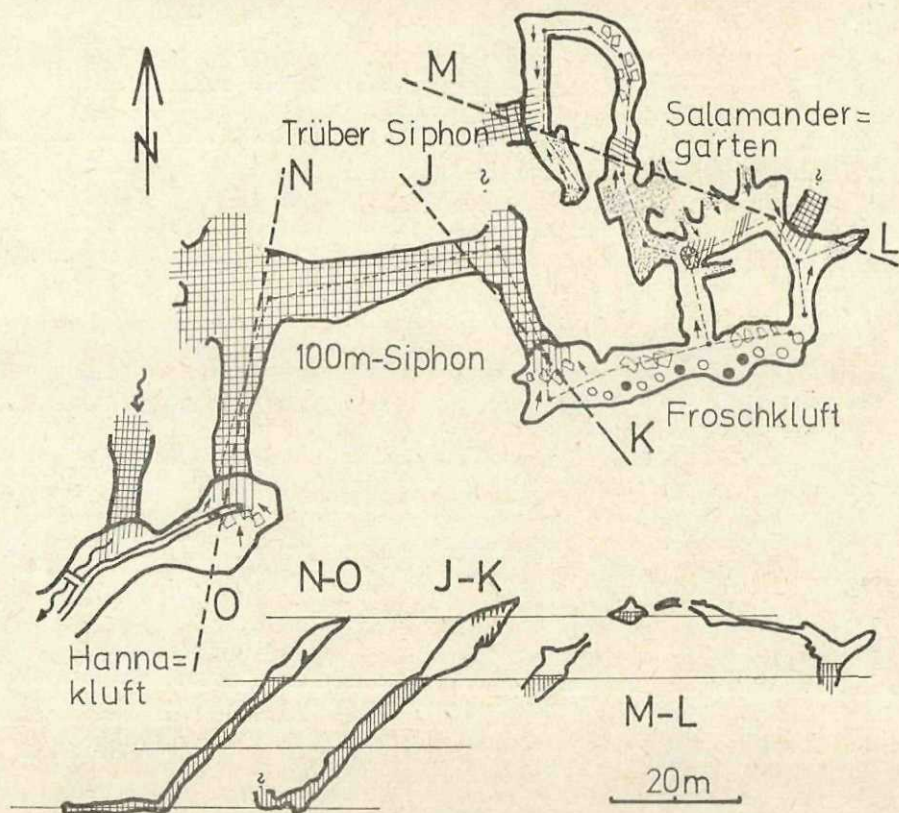 M
Salamander=
garten
N
Trüber Siphon
N
J
?
?
L
100m-Siphon
Froschkluft
K
O
N-O
J-K
Hanna=
kluft
M-L
?
20m